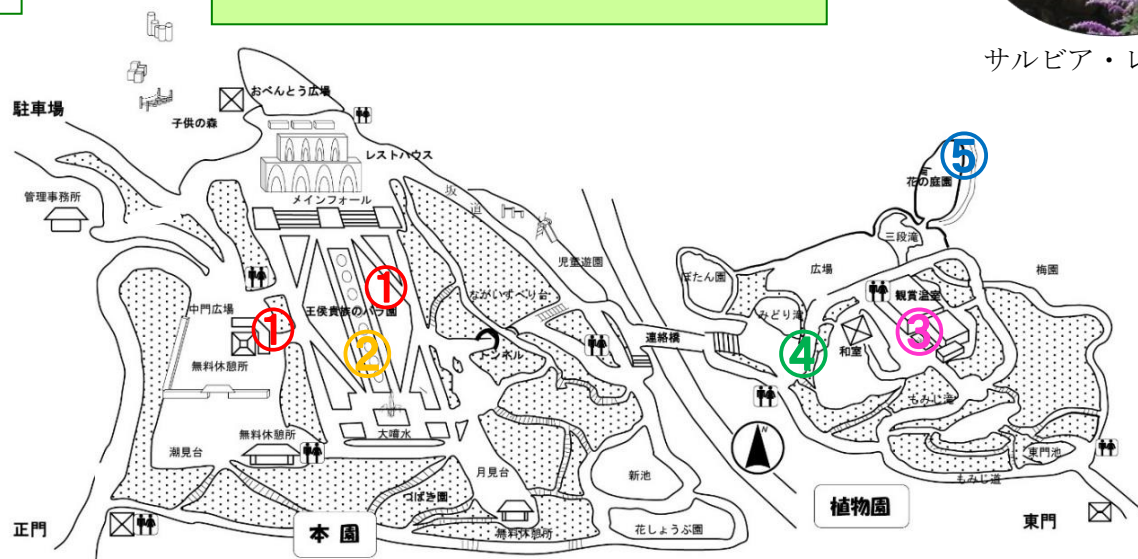 サルビア・レ
おべんとう広場
駐車場
子供の森
⑤
レストハウス
花の庭園
坂道
管理事務所
メインフォール
三段滝
児童遊園
広場
梅園
ぼたん園
ながいすべり台
観賞温室
①
中門広場
王侯貴族のバラ園
みどり滝
①
③
連絡橋
②
トンネル
④
和室
無料休憩所
もみじ滝
大噴水
無料休憩所
N
潮見台
月見台
新池
東門池
もみじ道
つばき園
植物園
正門
本園
無料休憩所
花しょうぶ園
東門